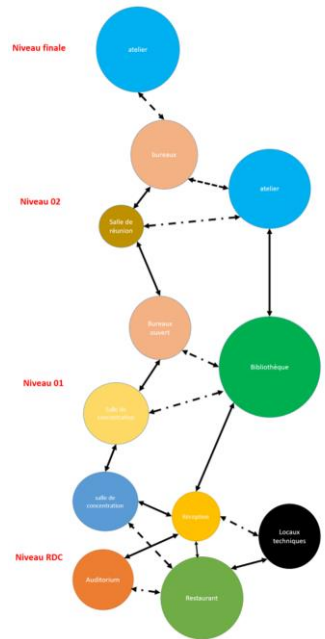 Niveau finale
atelier
bureaux
Niveau 02
atelier
Salle de
réunion
Bureaux
ouvert
Bibliothèque
Niveau 01
Salle de
concentration
salle de
concentration
Réception
Locaux
techniques
Niveau RDC
Auditorium
Restaurant